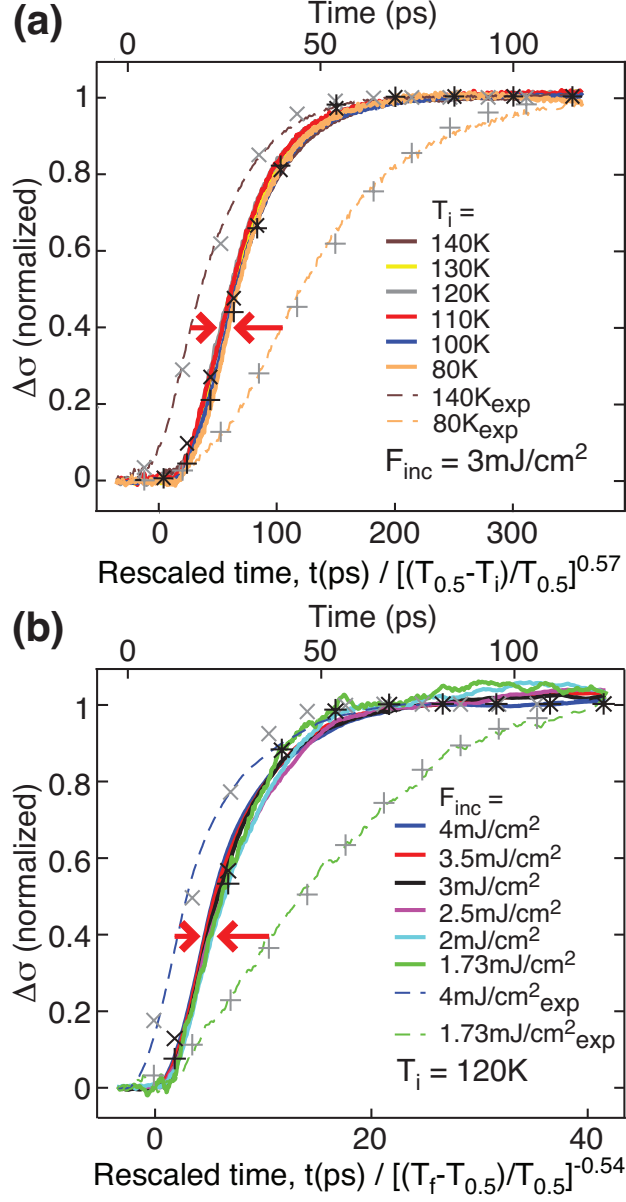 (a)
Time (ps)
0 50 100
1
0.8
0.6
0.4
0.2
0
Δσ (normalized)
T_i =
140K
130K
120K
110K
100K
80K
140K_exp
80K_exp
F_inc = 3mJ/cm²
0 100 200 300
Rescaled time, t(ps) / [(T_0.5-T_i)/T_0.5]^0.57
(b)
Time (ps)
0 50 100
1
0.8
0.6
0.4
0.2
0
Δσ (normalized)
F_inc =
4mJ/cm²
3.5mJ/cm²
3mJ/cm²
2.5mJ/cm²
2mJ/cm²
1.73mJ/cm²
4mJ/cm²_exp
1.73mJ/cm²_exp
T_i = 120K
0 20 40
Rescaled time, t(ps) / [(T_f-T_0.5)/T_0.5]^-0.54